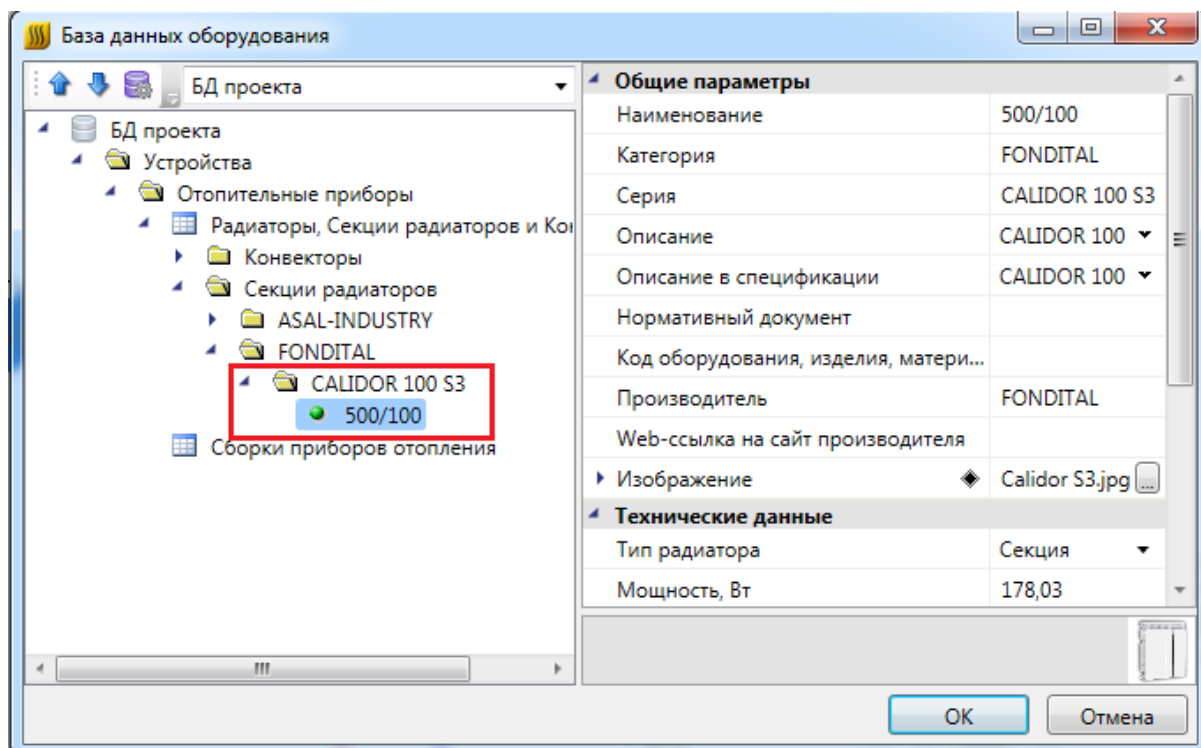 База данных оборудования
БД проекта
БД проекта
Устройства
Отопительные приборы
Радиаторы, Секции радиаторов и Ко
Конвекторы
Секции радиаторов
ASAL-INDUSTRY
FONDITAL
CALIDOR 100 S3
500/100
Сборки приборов отопления
Общие параметры
Наименование 500/100
Категория FONDITAL
Серия CALIDOR 100 S3
Описание CALIDOR 100
Описание в спецификации CALIDOR 100
Нормативный документ
Код оборудования, изделия, матери...
Производитель FONDITAL
Web-ссылка на сайт производителя
Изображение Calidor S3.jpg ...
Технические данные
Тип радиатора Секция
Мощность, Вт 178,03
OK Отмена